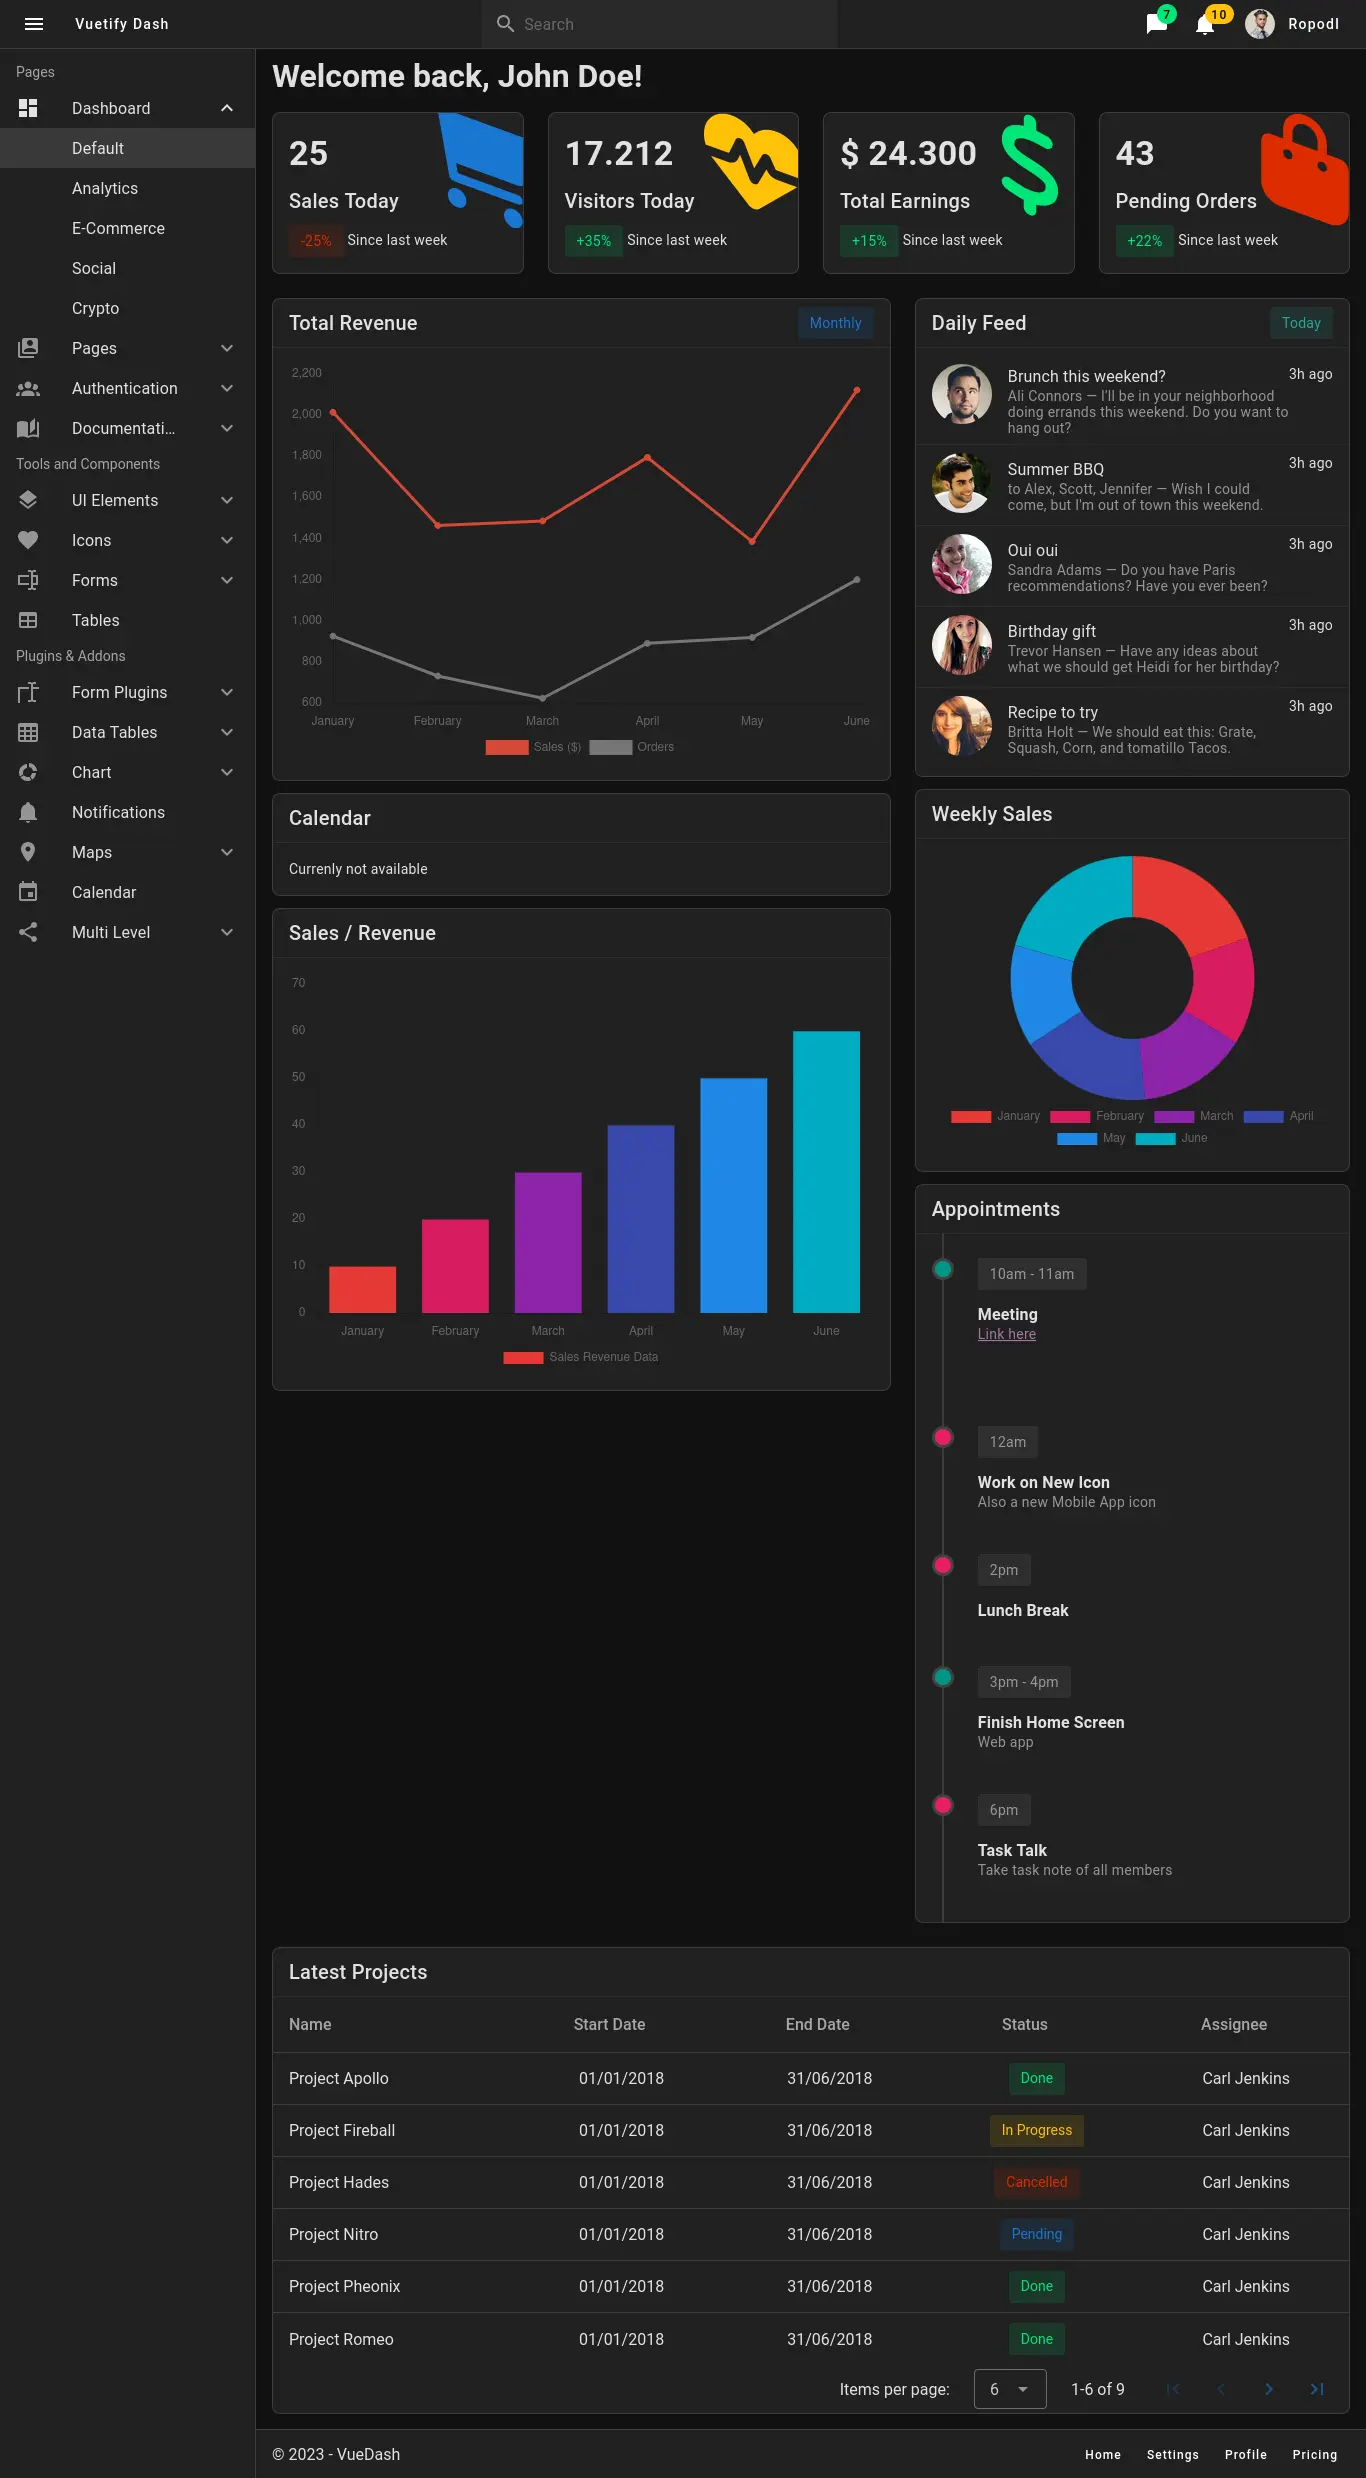 Vuetify Dash
Search
7
10
Ropodl
Pages
Dashboard
Default
Analytics
E-Commerce
Social
Crypto
Pages
Authentication
Documentati...
Tools and Components
UI Elements
Icons
Forms
Tables
Plugins & Addons
Form Plugins
Data Tables
Chart
Notifications
Maps
Calendar
Multi Level
Welcome back, John Doe!
25
Sales Today
-25% Since last week
17.212
Visitors Today
+35% Since last week
$ 24.300
Total Earnings
+15% Since last week
43
Pending Orders
+22% Since last week
Total Revenue
Monthly
2,200
2,000
1,800
1,600
1,400
1,200
1,000
800
600
January February March April May June
Sales ($) Orders
Calendar
Currenly not available
Sales / Revenue
70
60
50
40
30
20
10
0
January February March April May June
Sales Revenue Data
Daily Feed
Today
Brunch this weekend?
3h ago
Ali Connors — I'll be in your neighborhood
doing errands this weekend. Do you want to
hang out?
Summer BBQ
3h ago
to Alex, Scott, Jennifer — Wish I could
come, but I'm out of town this weekend.
Oui oui
3h ago
Sandra Adams — Do you have Paris
recommendations? Have you ever been?
Birthday gift
3h ago
Trevor Hansen — Have any ideas about
what we should get Heidi for her birthday?
Recipe to try
3h ago
Britta Holt — We should eat this: Grate,
Squash, Corn, and tomatillo Tacos.
Weekly Sales
January February March April
May June
Appointments
10am - 11am
Meeting
Link here
12am
Work on New Icon
Also a new Mobile App icon
2pm
Lunch Break
3pm - 4pm
Finish Home Screen
Web app
6pm
Task Talk
Take task note of all members
Latest Projects
Name Start Date End Date Status Assignee
Project Apollo 01/01/2018 31/06/2018 Done Carl Jenkins
Project Fireball 01/01/2018 31/06/2018 In Progress Carl Jenkins
Project Hades 01/01/2018 31/06/2018 Cancelled Carl Jenkins
Project Nitro 01/01/2018 31/06/2018 Pending Carl Jenkins
Project Pheonix 01/01/2018 31/06/2018 Done Carl Jenkins
Project Romeo 01/01/2018 31/06/2018 Done Carl Jenkins
Items per page: 6 1-6 of 9
© 2023 - VueDash
Home Settings Profile Pricing